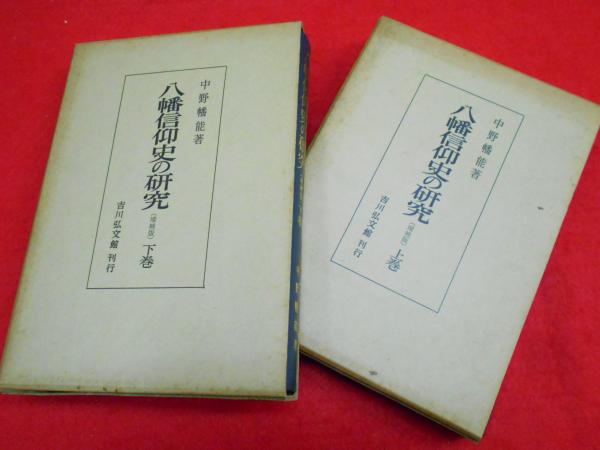 中野幡能著
八幡信仰史の研究
(増補版)
下巻
吉川弘文館 刊行
中野幡能著
八幡信仰史の研究
(増補版)
上巻
吉川弘文館 刊行